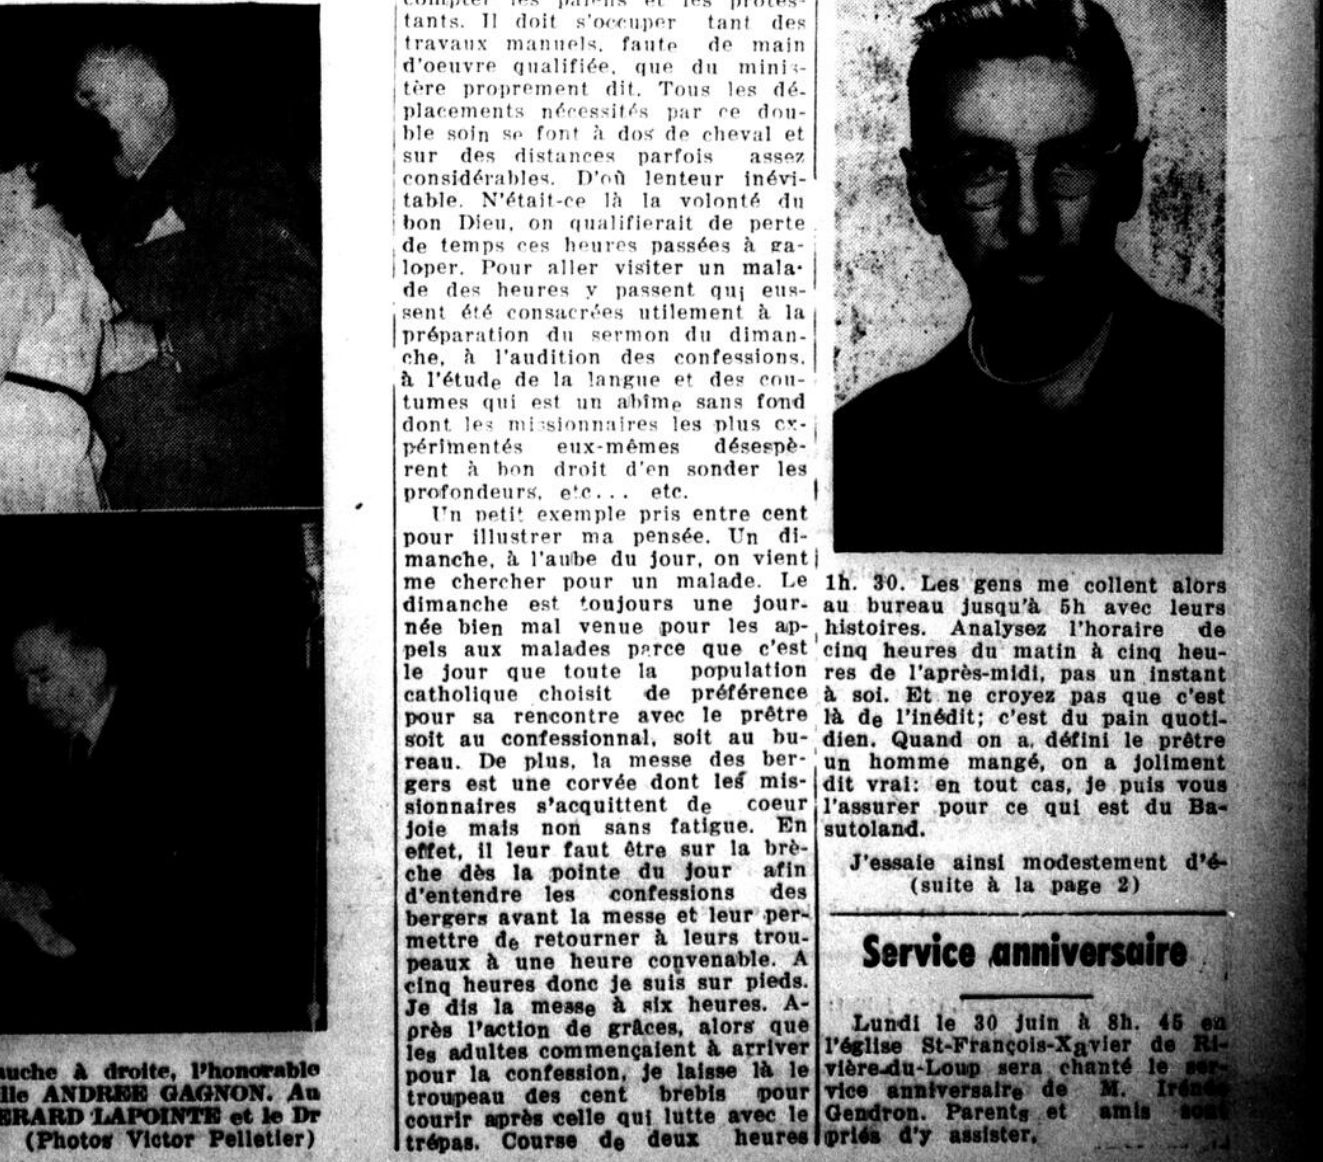 compter les païens et les protes-
tants. Il doit s'occuper tant des
travaux manuels, faute de main
d'oeuvre qualifiée, que du minis-
tère proprement dit. Tous les dé-
placements nécessités par ce dou-
ble soin se font à dos de cheval et
sur des distances parfois assez
considérables. D'où lenteur inévi-
table. N'était-ce là la volonté du
bon Dieu, on qualifierait de perte
de temps ces heures passées à ga-
loper. Pour aller visiter un mala-
de des heures y passent qui eus-
sent été consacrées utilement à la
préparation du sermon du diman-
che, à l'audition des confessions,
à l'étude de la langue et des cou-
tumes qui est un abîme sans fond
dont les missionnaires les plus ex-
périmentés eux-mêmes désespè-
rent à bon droit d'en sonder les
profondeurs, etc... etc.
Un petit exemple pris entre cent
pour illustrer ma pensée. Un di-
manche, à l'aube du jour, on vient
me chercher pour un malade. Le
dimanche est toujours une jour-
née bien mal venue pour les ap-
pels aux malades parce que c'est
le jour que toute la population
catholique choisit de préférence
pour sa rencontre avec le prêtre
soit au confessionnal, soit au bu-
reau. De plus, la messe des ber-
gers est une corvée dont les mis-
sionnaires s'acquittent de coeur
joie mais non sans fatigue. En
effet, il leur faut être sur la brè-
che dès la pointe du jour afin
d'entendre les confessions des
bergers avant la messe et leur per-
mettre de retourner à leurs trou-
peaux à une heure convenable. A
cinq heures donc je suis sur pieds.
Je dis la messe à six heures. A-
près l'action de grâces, alors que
les adultes commençaient à arriver
pour la confession, je laisse là le
troupeau des cent brebis pour
courir après celle qui lutte avec le
trépas. Course de deux heures
1h. 30. Les gens me collent alors
au bureau jusqu'à 5h avec leurs
histoires. Analysez l'horaire de
cinq heures du matin à cinq heu-
res de l'après-midi, pas un instant
à soi. Et ne croyez pas que c'est
là de l'inédit; c'est du pain quoti-
dien. Quand on a défini le prêtre
un homme mangé, on a joliment
dit vrai: en tout cas, je puis vous
l'assurer pour ce qui est du Ba-
sutoland.
J'essaie ainsi modestement d'é-
(suite à la page 2)
Service anniversaire
Lundi le 30 juin à 8h. 45 en
l'église St-François-Xavier de Ri-
vière-du-Loup sera chanté le ser-
vice anniversaire de M. Irénée
Gendron. Parents et amis sont
priés d'y assister.
auche à droite, l'honorable
lle ANDREE GAGNON. Au
ERARD LAPOINTE et le Dr
(Photos Victor Pelletier)